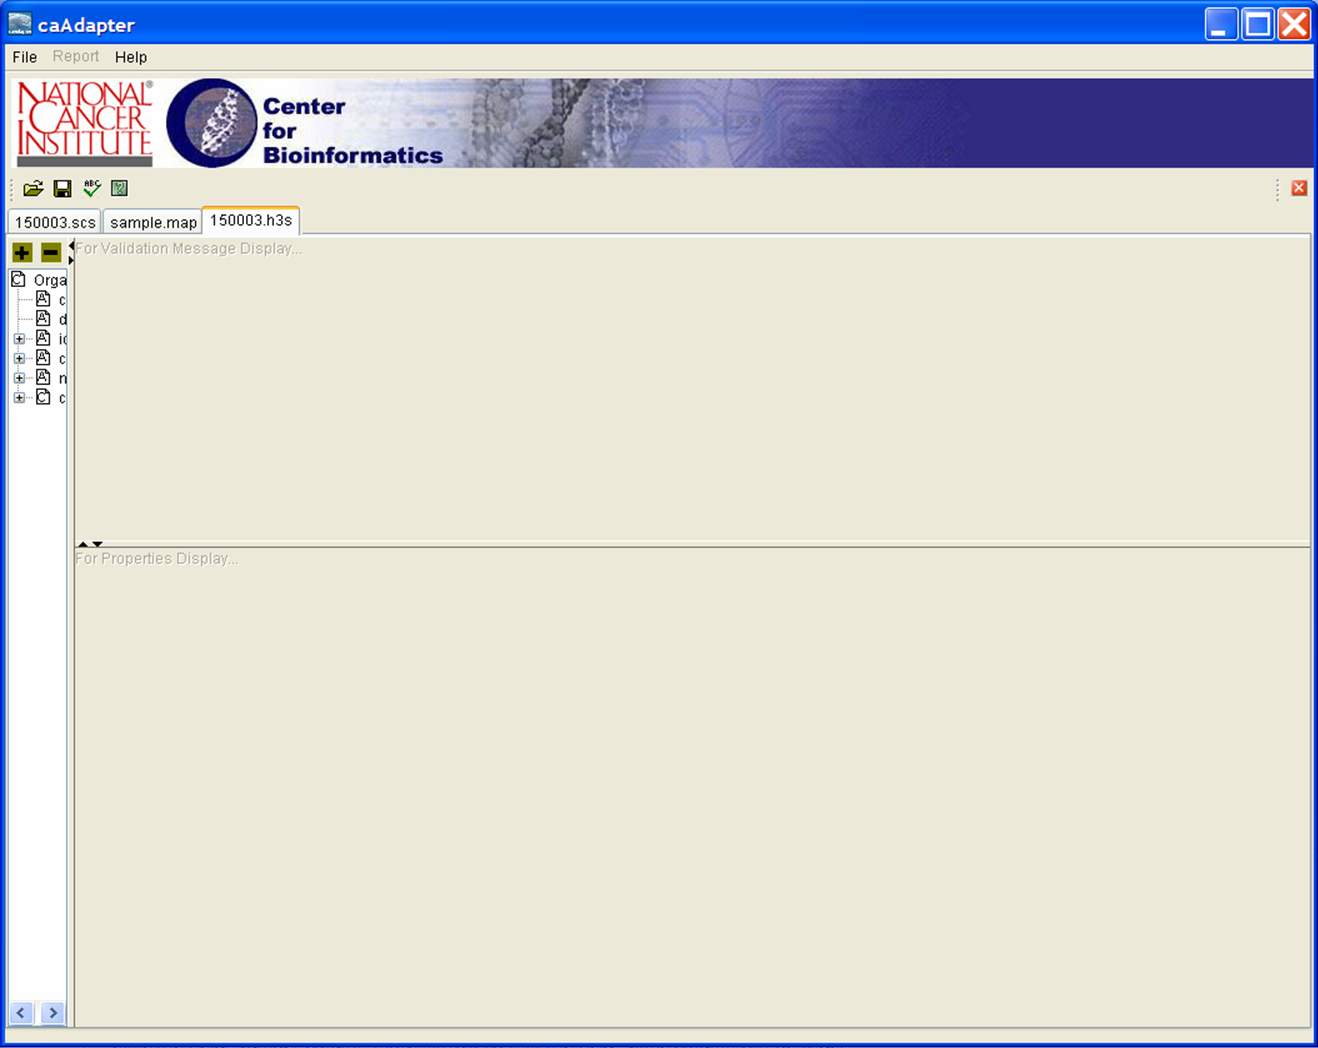 caAdapter
File Report Help
NATIONAL
CANCER
INSTITUTE
®
Center
for
Bioinformatics
ABC
150003.scs sample.map 150003.h3s
For Validation Message Display...
C Orga
A c
A d
A
A c
A n
C c
For Properties Display...